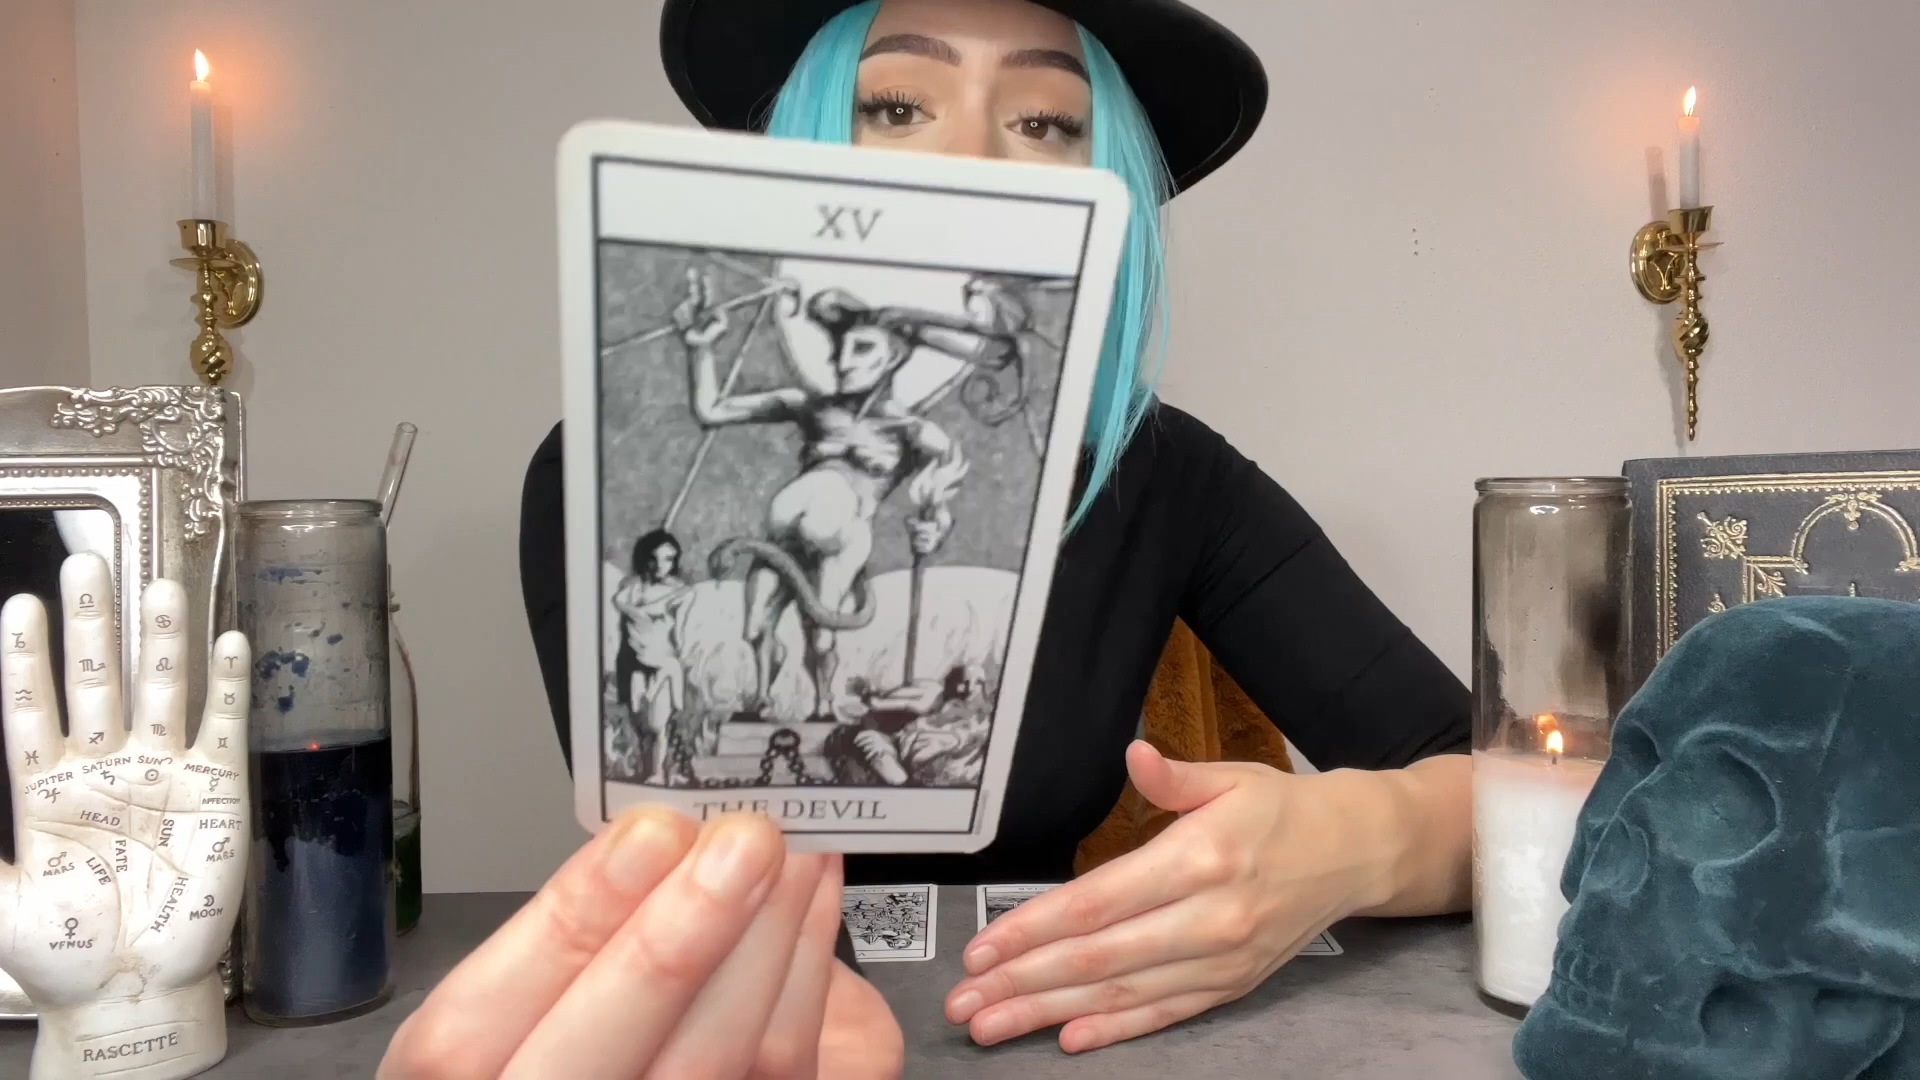 XV
THE DEVIL
JUPITER
SATURN
SUN
MERCURY
AFFECTION
HEAD
HEART
SUN
FATE
LIFE
MARS
MARS
HEALTH
MOON
VENUS
RASCETTE